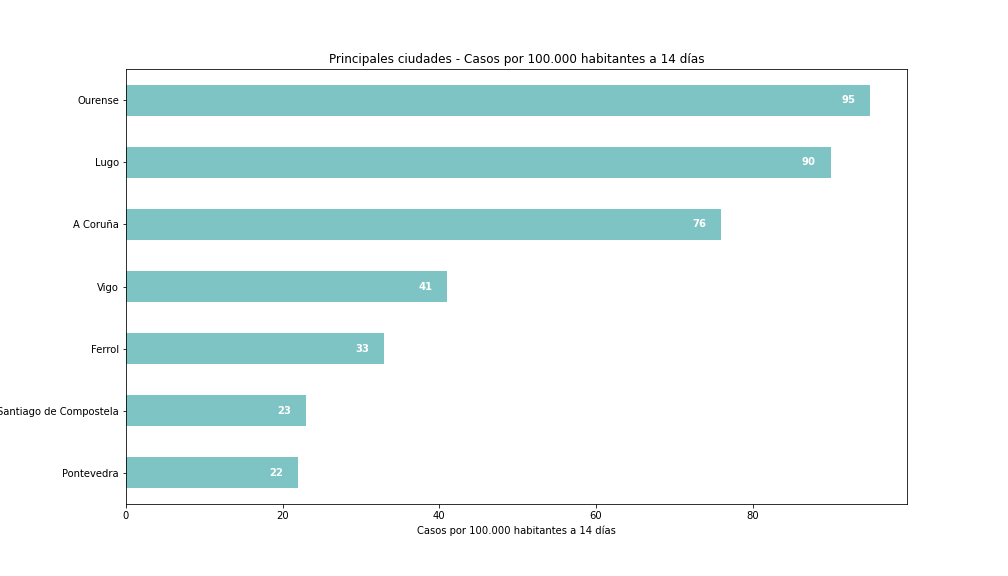 Principales ciudades - Casos por 100.000 habitantes a 14 días
Ourense 95
Lugo 90
A Coruña 76
Vigo 41
Ferrol 33
Santiago de Compostela 23
Pontevedra 22
0 20 40 60 80
Casos por 100.000 habitantes a 14 días